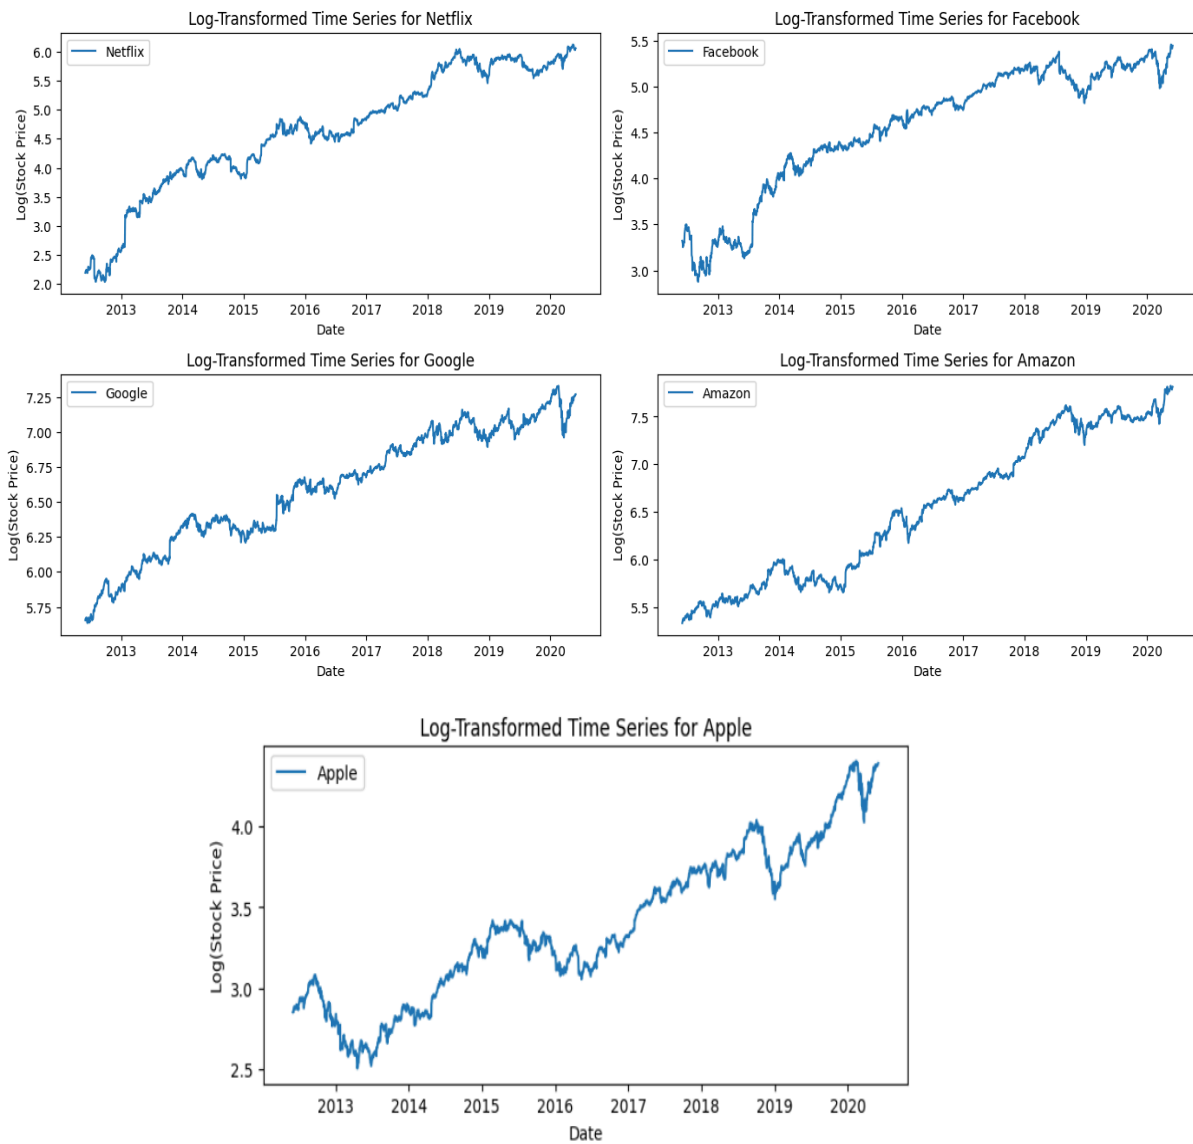 Log-Transformed Time Series for Netflix
Netflix
Log(Stock Price)
6.0
5.5
5.0
4.5
4.0
3.5
3.0
2.5
2.0
2013 2014 2015 2016 2017 2018 2019 2020
Date
Log-Transformed Time Series for Facebook
Facebook
Log(Stock Price)
5.5
5.0
4.5
4.0
3.5
3.0
2013 2014 2015 2016 2017 2018 2019 2020
Date
Log-Transformed Time Series for Google
Google
Log(Stock Price)
7.25
7.00
6.75
6.50
6.25
6.00
5.75
2013 2014 2015 2016 2017 2018 2019 2020
Date
Log-Transformed Time Series for Amazon
Amazon
Log(Stock Price)
7.5
7.0
6.5
6.0
5.5
2013 2014 2015 2016 2017 2018 2019 2020
Date
Log-Transformed Time Series for Apple
Apple
Log(Stock Price)
4.0
3.5
3.0
2.5
2013 2014 2015 2016 2017 2018 2019 2020
Date